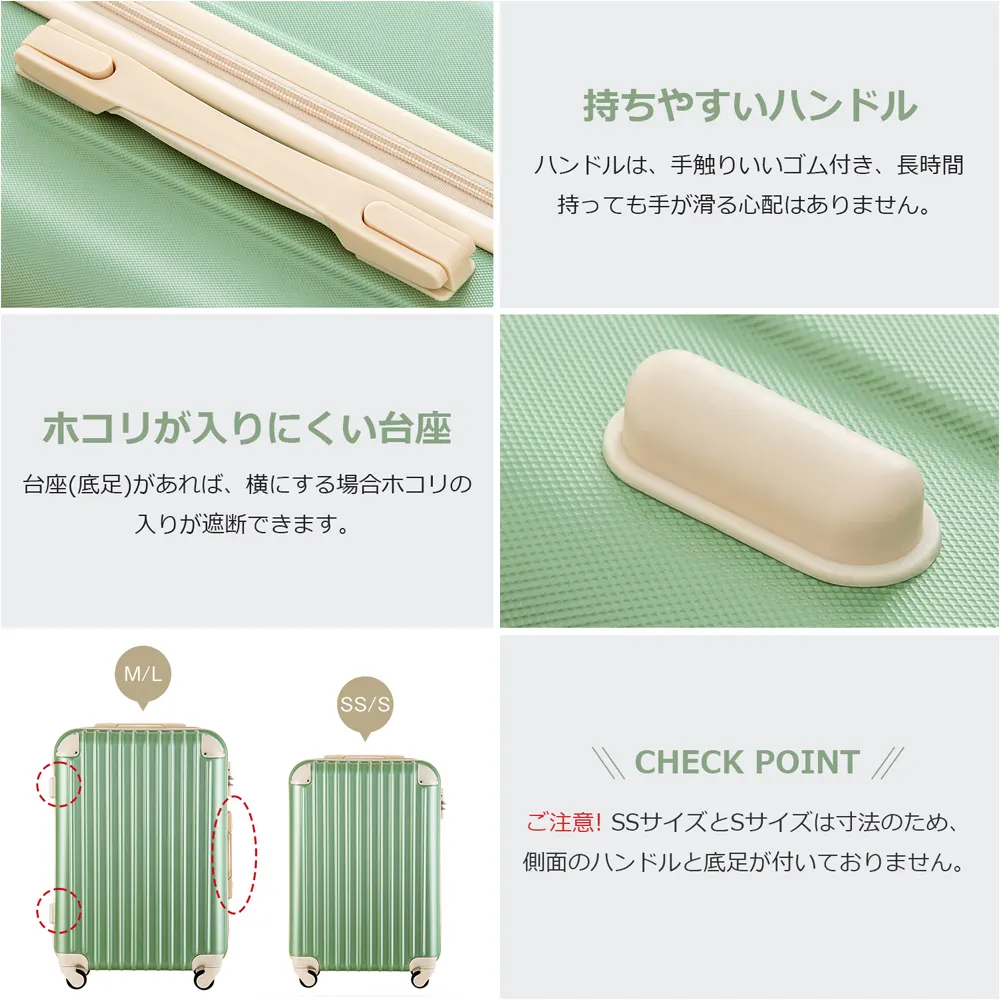 持ちやすいハンドル
ハンドルは、手触りいいゴム付き、長時間
持っても手が滑る心配はありません。
ホコリが入りにくい台座
台座(底足)があれば、横にする場合ホコリの
入りが遮断できます。
M/L
SS/S
CHECK POINT
ご注意! SSサイズとSサイズは寸法のため、
側面のハンドルと底足が付いておりません。